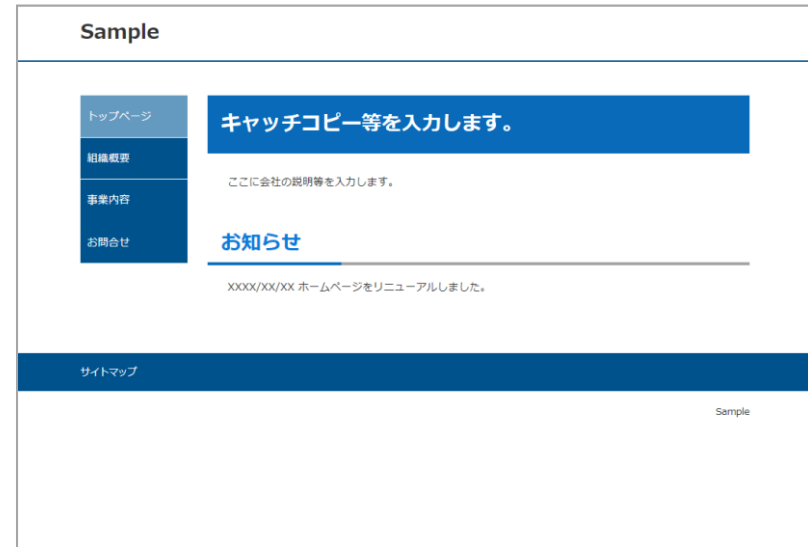 Sample
トップページ
組織概要
事業内容
お問合せ
キャッチコピー等を入力します。
ここに会社の説明等を入力します。
お知らせ
XXXX/XX/XX ホームページをリニューアルしました。
サイトマップ
Sample